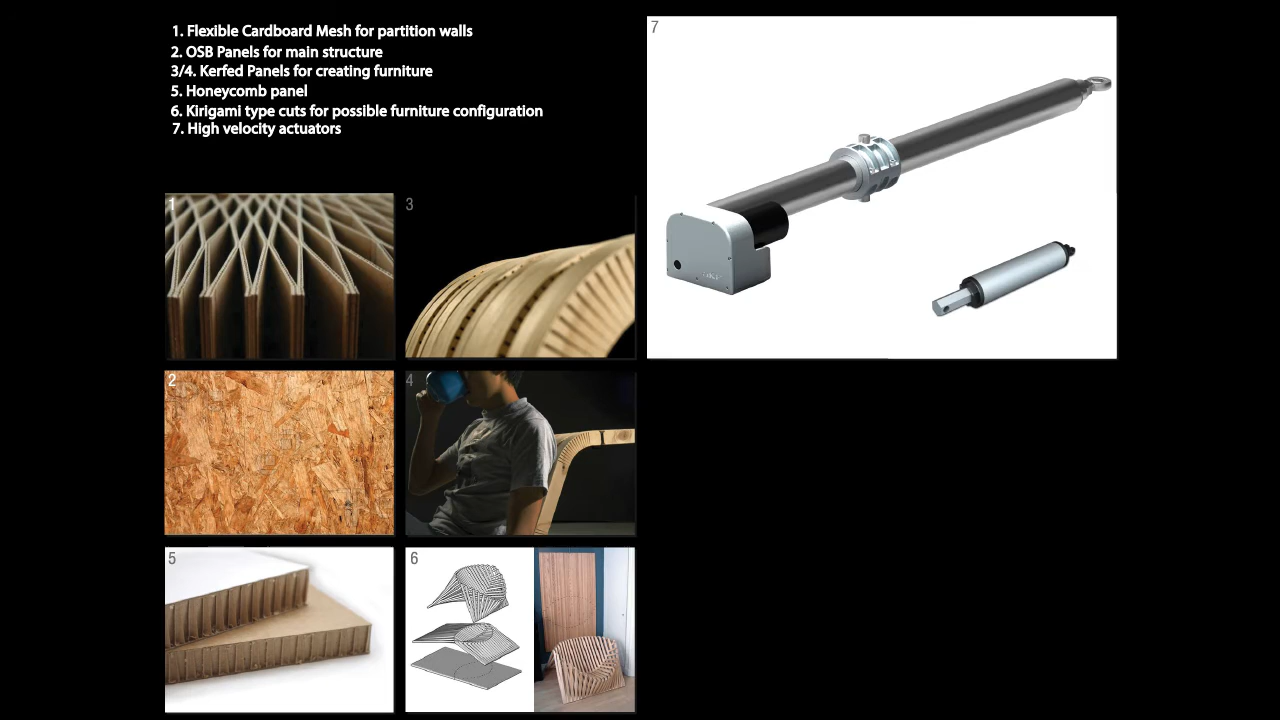 1. Flexible Cardboard Mesh for partition walls
2. OSB Panels for main structure
3/4. Kerfed Panels for creating furniture
5. Honeycomb panel
6. Kirigami type cuts for possible furniture configuration
7. High velocity actuators
7
1
3
2
4
5
6